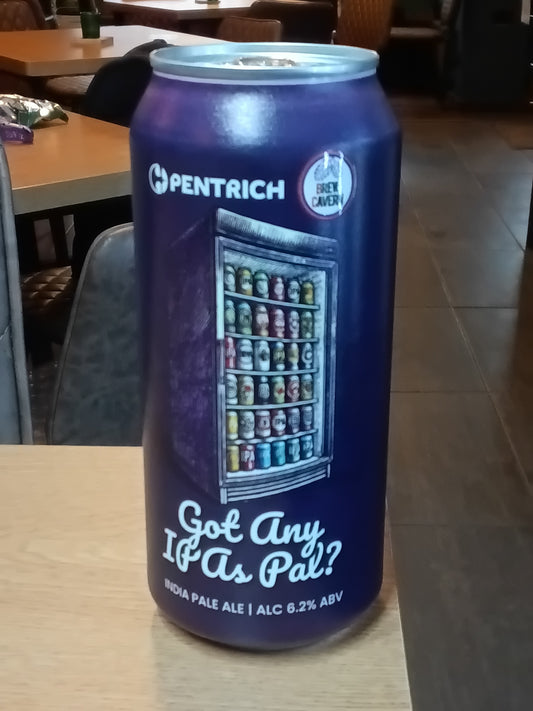 PENTRICH
BREW
CAVERN
Got Any
IPAs Pal?
INDIA PALE ALE | ALC 6.2% ABV